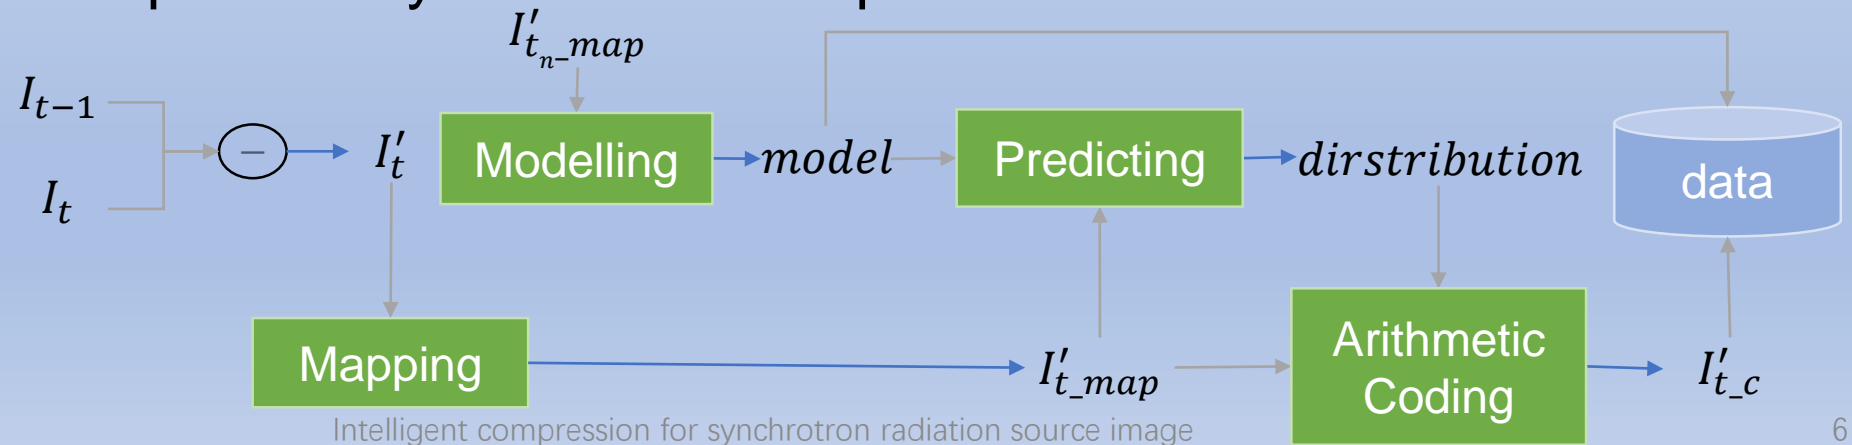 I'_{t_n_map}
I_{t-1}
−
I'_t
Modelling
model
Predicting
dirstribution
data
I_t
Mapping
I'_{t_map}
Arithmetic
Coding
I'_{t_c}
Intelligent compression for synchrotron radiation source image
6